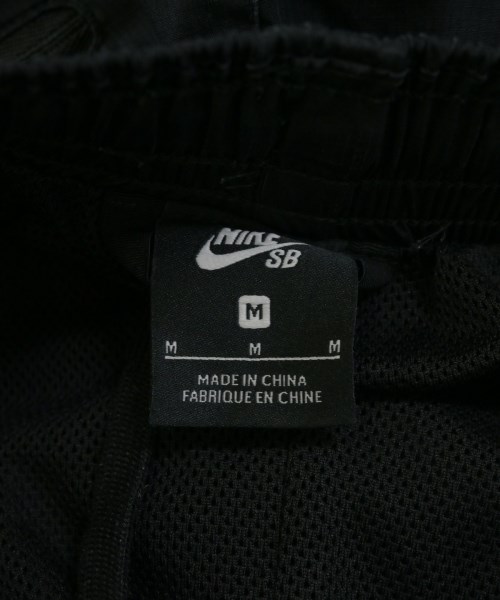 NIKE
SB
M
M M M
MADE IN CHINA
FABRIQUE EN CHINE